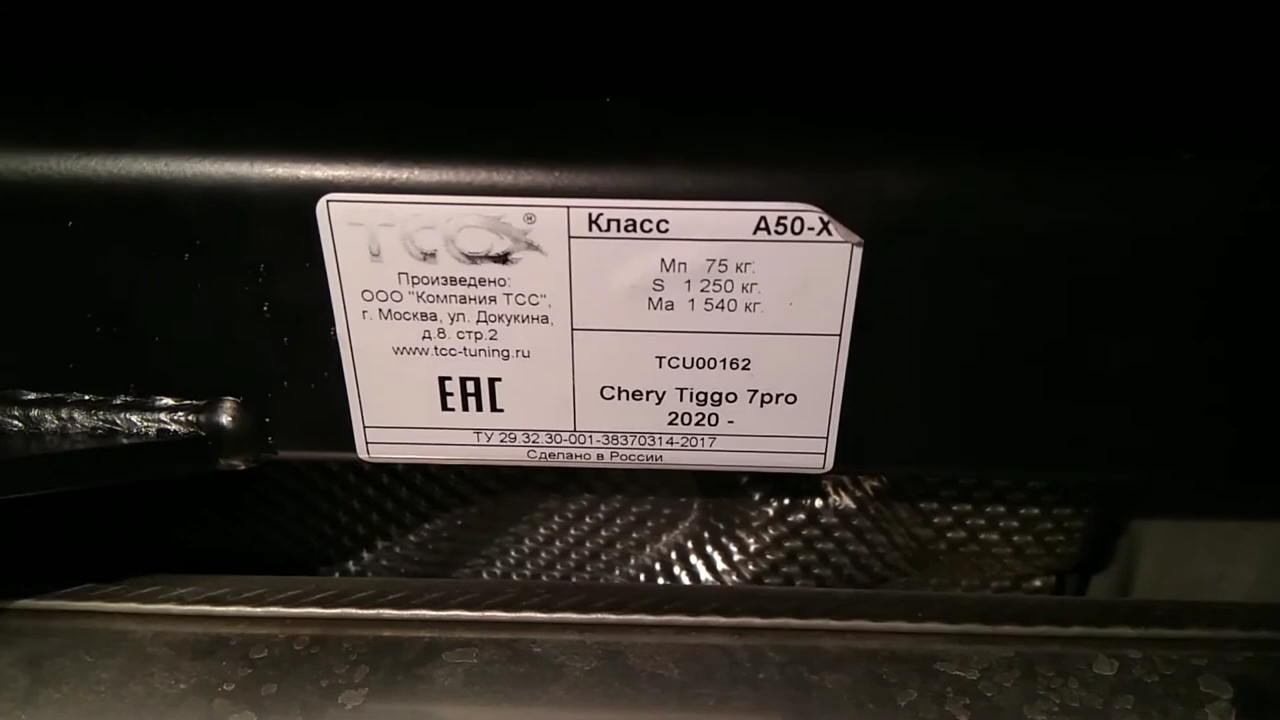 ТСС®
Произведено:
ООО "Компания ТСС",
г. Москва, ул. Докукина,
д.8. стр.2
www.tcc-tuning.ru
EAC
Класс A50-X
Мп 75 кг.
S 1 250 кг.
Ма 1 540 кг.
TCU00162
Chery Tiggo 7pro
2020 -
ТУ 29.32.30-001-38370314-2017
Сделано в России